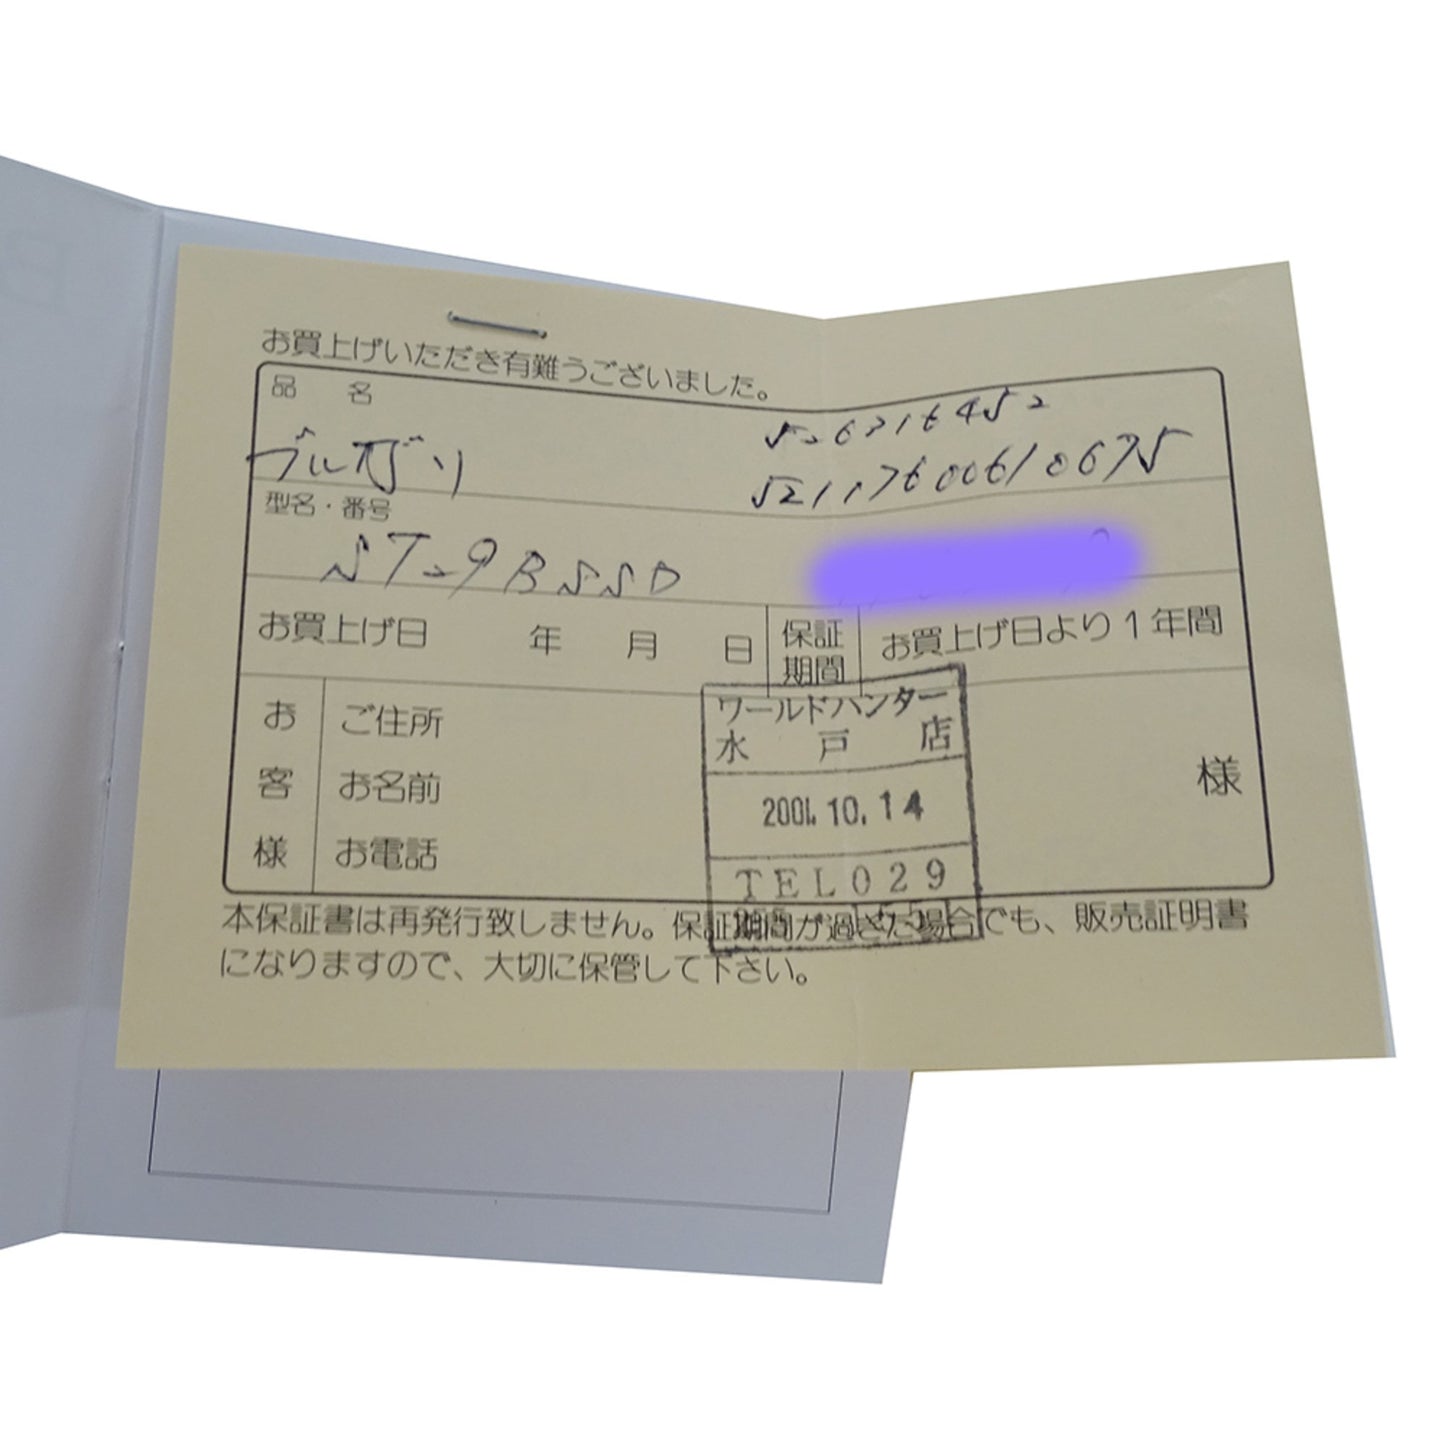 お買上げいただき有難うございました。
品名
ブルガリ
526216452
52117600610675
型名・番号
ST29BSSD
お買上げ日 年 月 日 保証期間 お買上げ日より1年間
お客様
ご住所
お名前
お電話
様
ワールドハンター
水戸店
2001.10.14
TEL029
本保証書は再発行致しません。保証期間が過ぎた場合でも、販売証明書
になりますので、大切に保管して下さい。